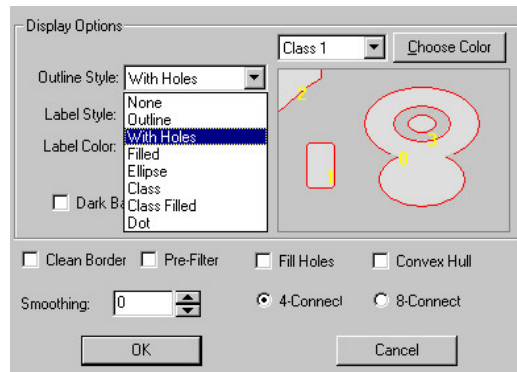 Display Options
Class 1
Choose Color
Outline Style: With Holes
None
Outline
Label Style:
With Holes
Label Color:
Filled
Ellipse
Class
Dark Ba
Class Filled
Dot
2
3
0
1
Clean Border
Pre-Filter
Fill Holes
Convex Hull
Smoothing: 0
4-Connect
8-Connect
OK
Cancel